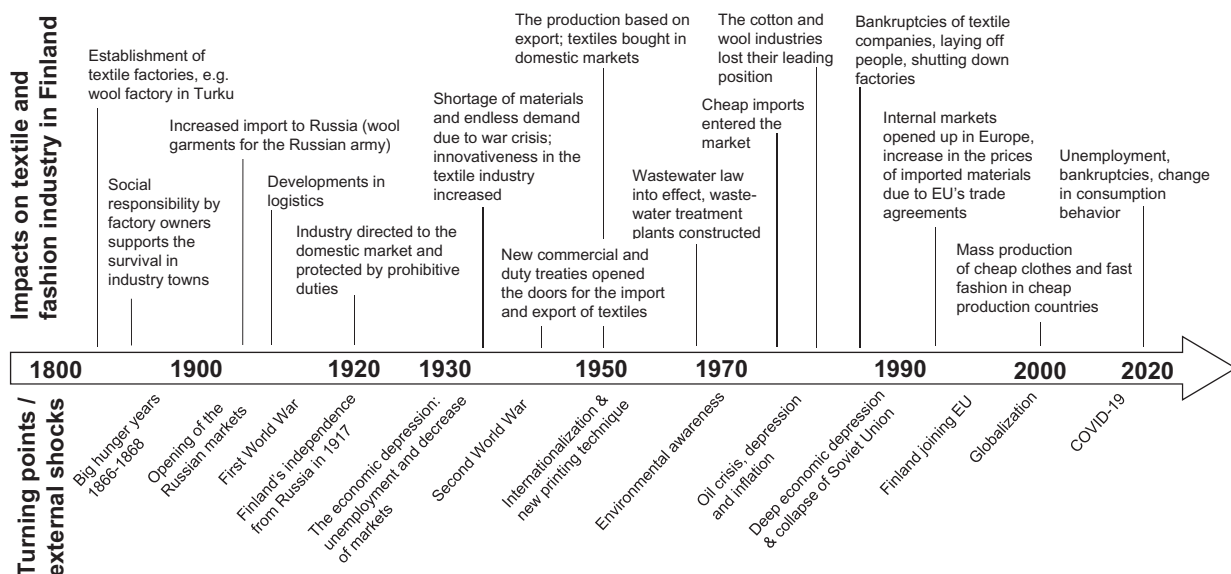 Impacts on textile and
fashion industry in Finland
Establishment of
textile factories, e.g.
wool factory in Turku
Social
responsibility by
factory owners
supports the
survival in
industry towns
Increased import to Russia (wool
garments for the Russian army)
Developments in
logistics
Industry directed to the
domestic market and
protected by prohibitive
duties
Shortage of materials
and endless demand
due to war crisis;
innovativeness in the
textile industry
increased
New commercial and
duty treaties opened
the doors for the import
and export of textiles
The production based on
export; textiles bought in
domestic markets
Wastewater law
into effect, waste-
water treatment
plants constructed
Cheap imports
entered the
market
The cotton and
wool industries
lost their leading
position
Bankruptcies of textile
companies, laying off
people, shutting down
factories
Internal markets
opened up in Europe,
increase in the prices
of imported materials
due to EU's trade
agreements
Mass production
of cheap clothes and fast
fashion in cheap
production countries
Unemployment,
bankruptcies, change
in consumption
behavior
1800 1900 1920 1930 1950 1970 1990 2000 2020
Turning points /
external shocks
Big hunger years
1866-1868
Opening of the
Russian markets
First World War
Finland's independence
from Russia in 1917
The economic depression:
unemployment and decrease
of markets
Second World War
Internationalization &
new printing technique
Environmental awareness
Oil crisis, depression
and inflation
Deep economic depression
& collapse of Soviet Union
Finland joining EU
Globalization
COVID-19